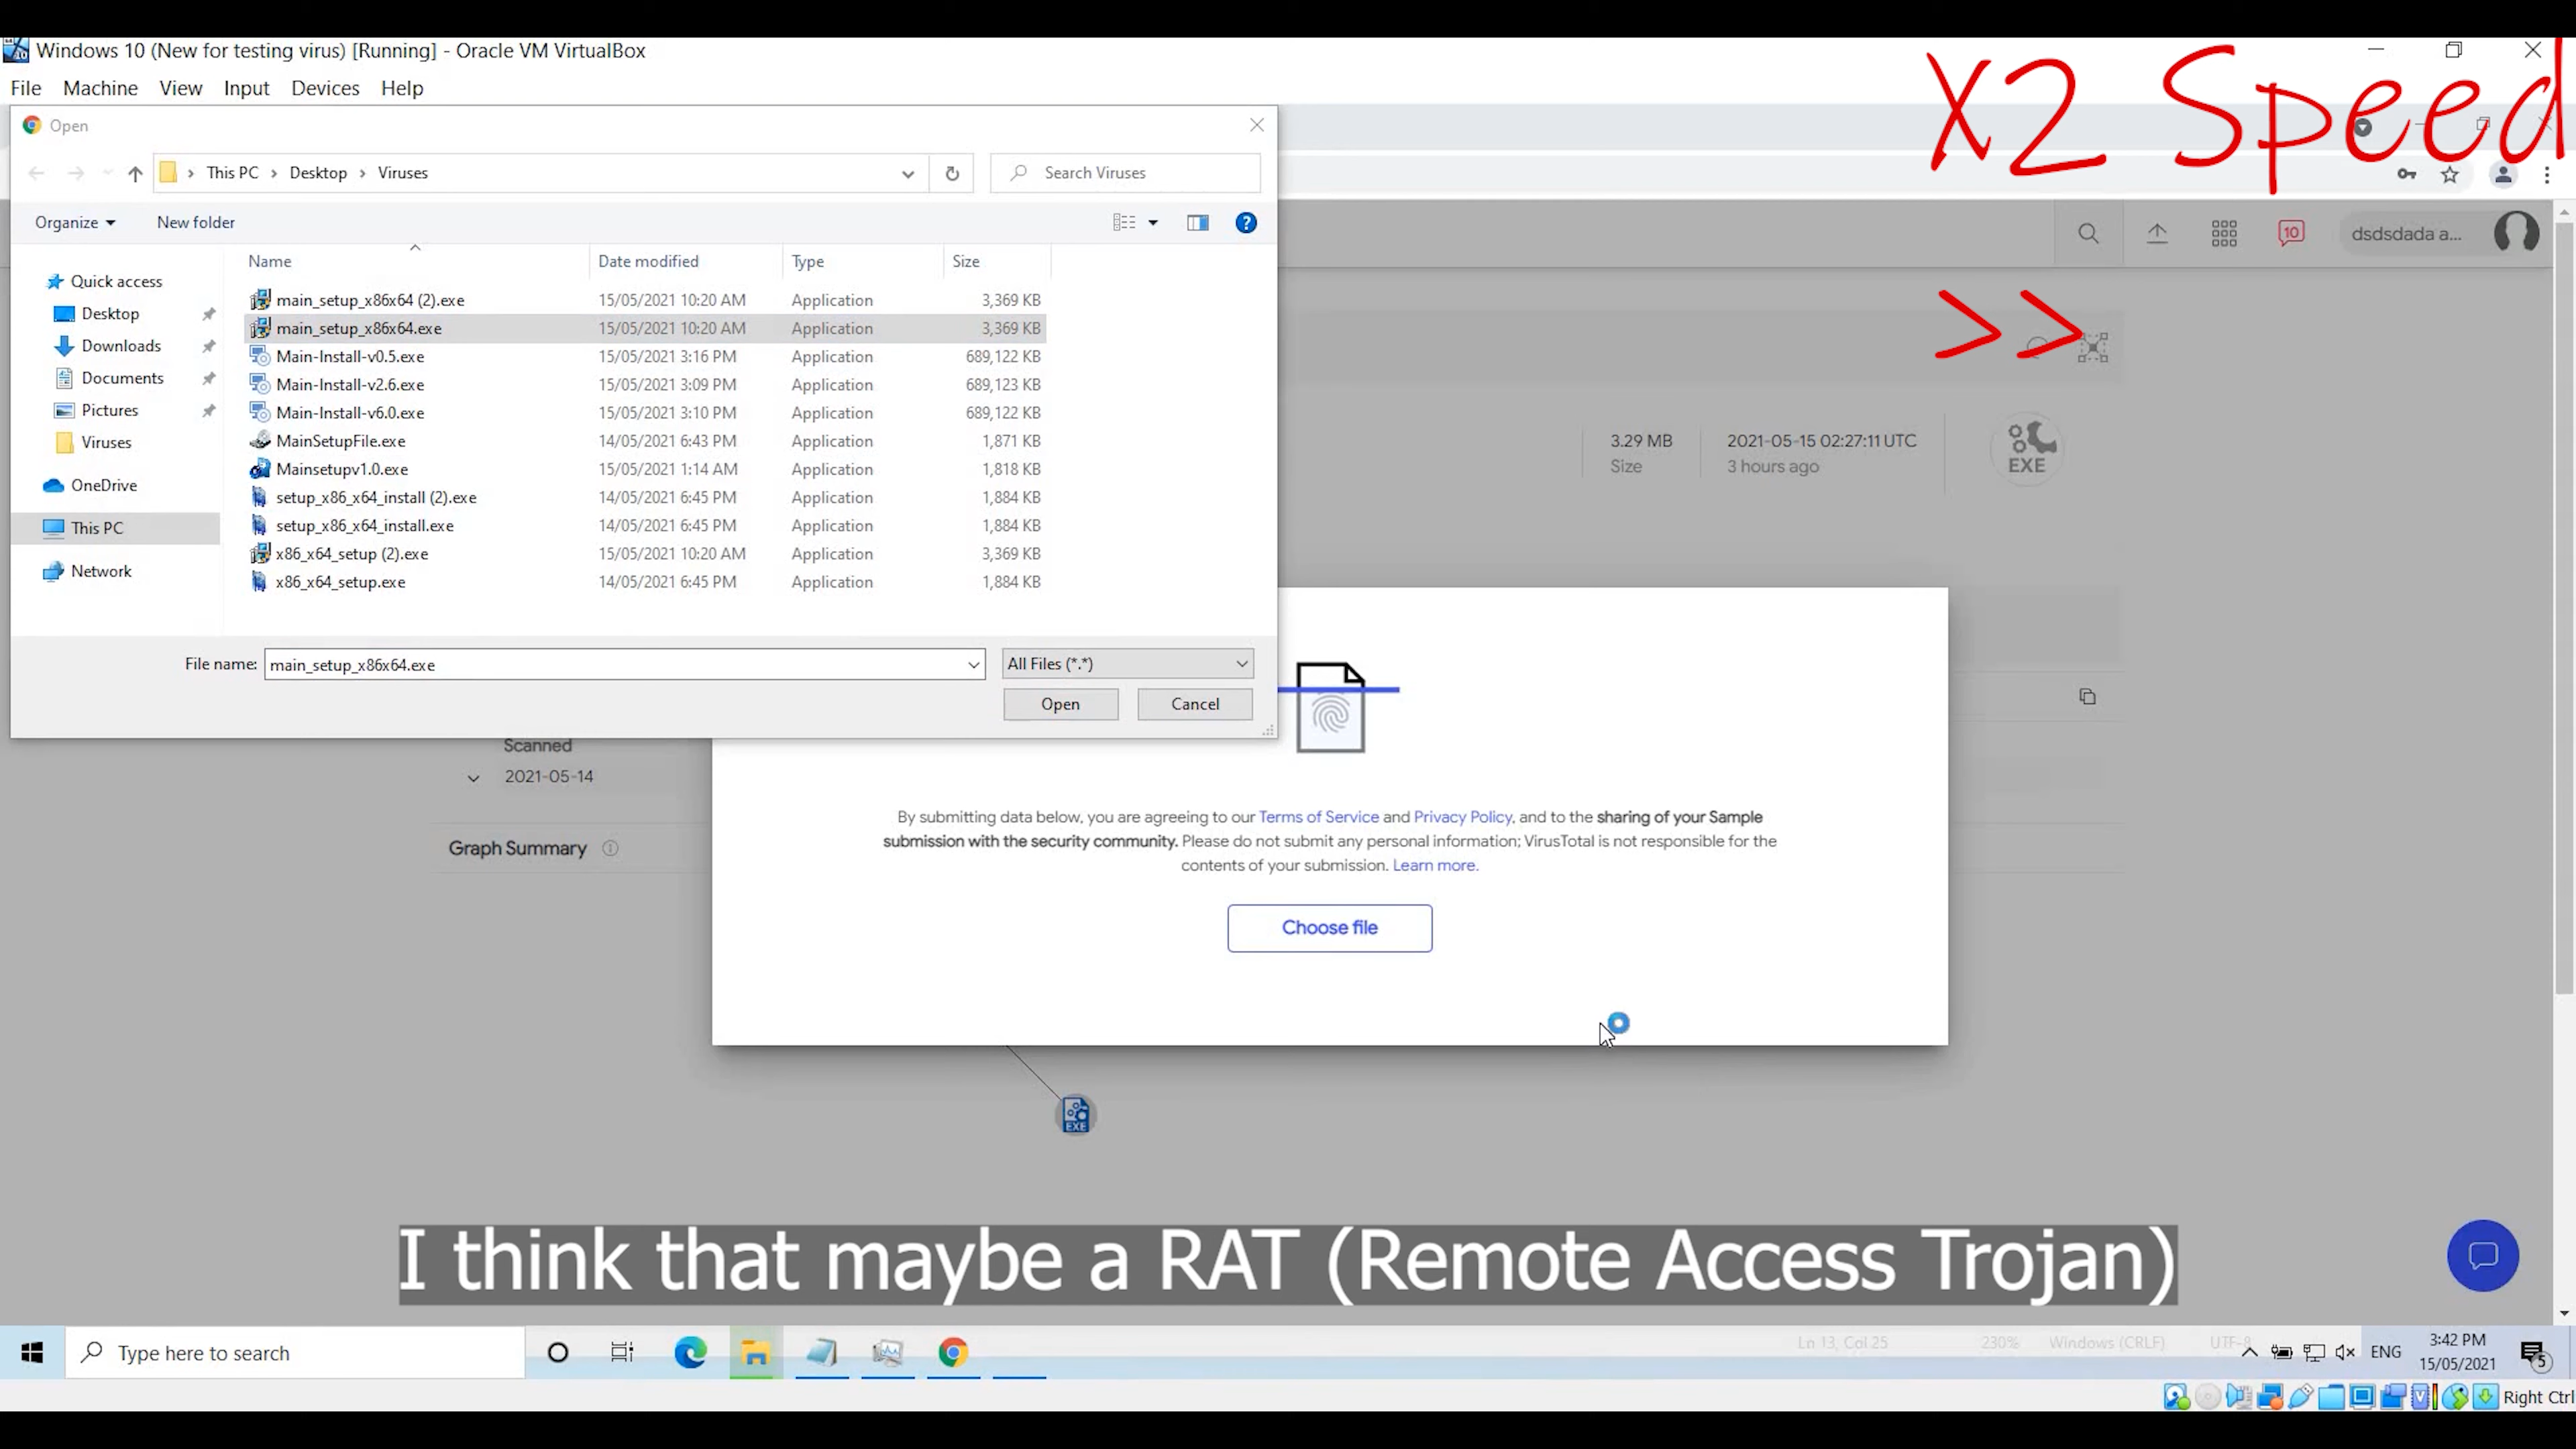 Windows 10 (New for testing virus) [Running] - Oracle VM VirtualBox
X2 Speed
File Machine View Input Devices Help
Open
This PC > Desktop > Viruses
Search Viruses
Organize
New folder
Name Date modified Type Size
Quick access
Desktop
Downloads
Documents
Pictures
Viruses
OneDrive
This PC
Network
main_setup_x86x64 (2).exe 15/05/2021 10:20 AM Application 3,369 KB
main_setup_x86x64.exe 15/05/2021 10:20 AM Application 3,369 KB
Main-Install-v0.5.exe 15/05/2021 3:16 PM Application 689,122 KB
Main-Install-v2.6.exe 15/05/2021 3:09 PM Application 689,123 KB
Main-Install-v6.0.exe 15/05/2021 3:10 PM Application 689,122 KB
MainSetupFile.exe 14/05/2021 6:43 PM Application 1,871 KB
Mainsetupv1.0.exe 15/05/2021 1:14 AM Application 1,818 KB
setup_x86_x64_install (2).exe 14/05/2021 6:45 PM Application 1,884 KB
setup_x86_x64_install.exe 14/05/2021 6:45 PM Application 1,884 KB
x86_x64_setup (2).exe 15/05/2021 10:20 AM Application 3,369 KB
x86_x64_setup.exe 14/05/2021 6:45 PM Application 1,884 KB
File name: main_setup_x86x64.exe
All Files (*.*)
Open Cancel
10
dsdsdada a...
>>
3.29 MB
Size
2021-05-15 02:27:11 UTC
3 hours ago
EXE
Scanned
2021-05-14
Graph Summary
By submitting data below, you are agreeing to our Terms of Service and Privacy Policy, and to the sharing of your Sample
submission with the security community. Please do not submit any personal information; VirusTotal is not responsible for the
contents of your submission. Learn more.
Choose file
EXE
I think that maybe a RAT (Remote Access Trojan)
Type here to search
Ln 13, Col 25 230% Windows (CRLF) UTF-8
ENG
3:42 PM
15/05/2021
5
Right Ctrl